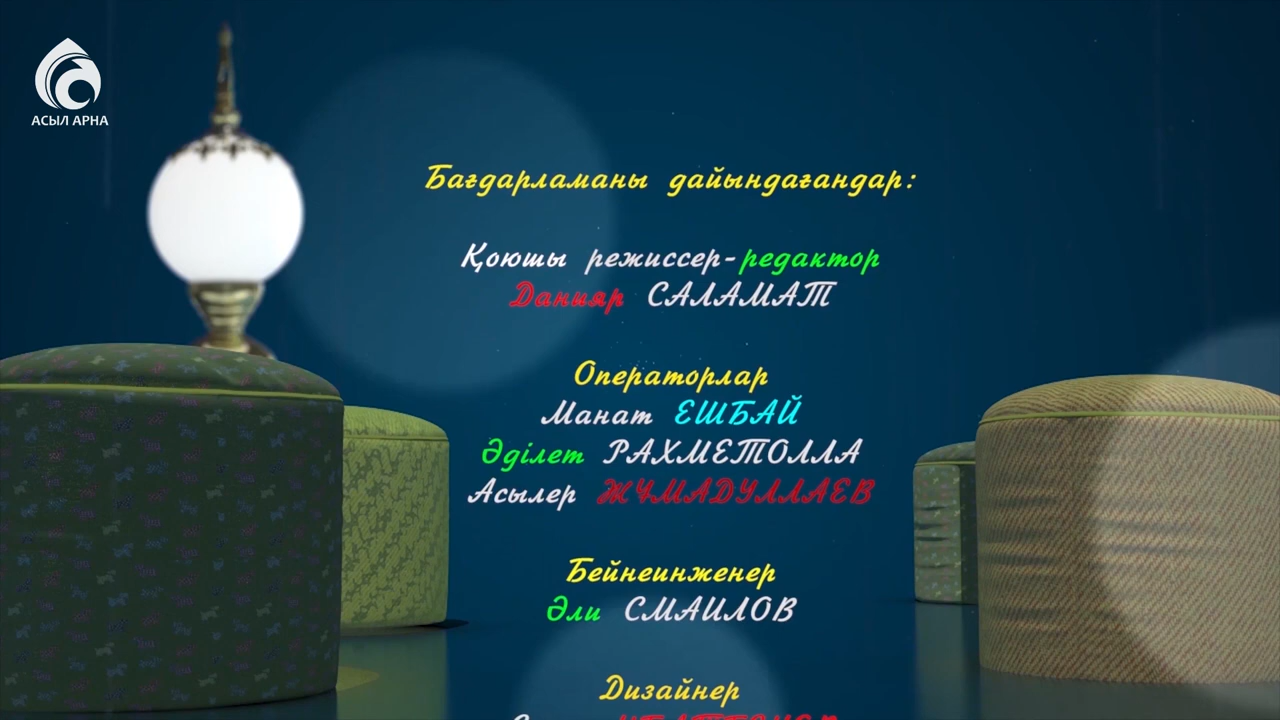 АСЫЛ АРНА
Бағдарламаны дайындағандар:
Қоюшы режиссер-редактор
Данияр САЛАМАТ
Операторлар
Манат ЕШБАЙ
Әділет РАХМЕТОЛЛА
Асылер ЖҰМАДУЛЛАЕВ
Бейнеинженер
Әли СМАИЛОВ
Дизайнер